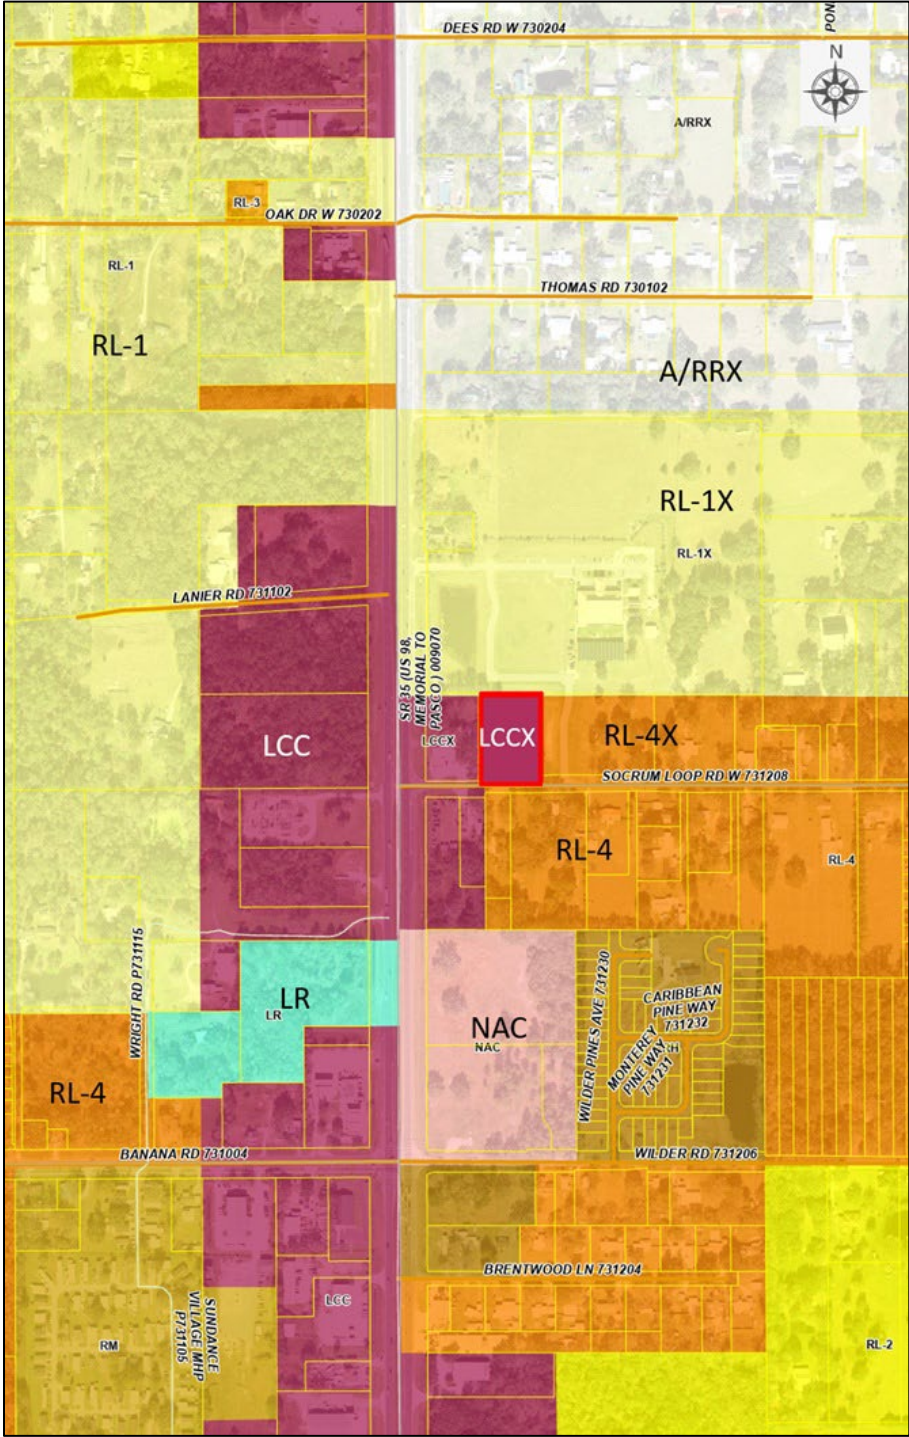 DEES RD W 730204
PON
N
A/RRX
RL-3
OAK DR W 730202
RL-1
THOMAS RD 730102
RL-1
A/RRX
RL-1X
RL-1X
LANIER RD 731102
SR 35 (US 98,
MEMORIAL TO
PASCO ) 009070
LCC
LCCX
LCCX
RL-4X
SOCRUM LOOP RD W 731208
RL-4
RL-4
WRIGHT RD P731115
LR
LR
NAC
NAC
WILDER PINES AVE 731230
CARIBBEAN
PINE WAY
731232
MONTEREY
PINE WAY
731231
RL-4
BANANA RD 731004
WILDER RD 731206
BRENTWOOD LN 731204
SUNDANCE
VILLAGE MHP
P731105
LCC
RM
RL-2